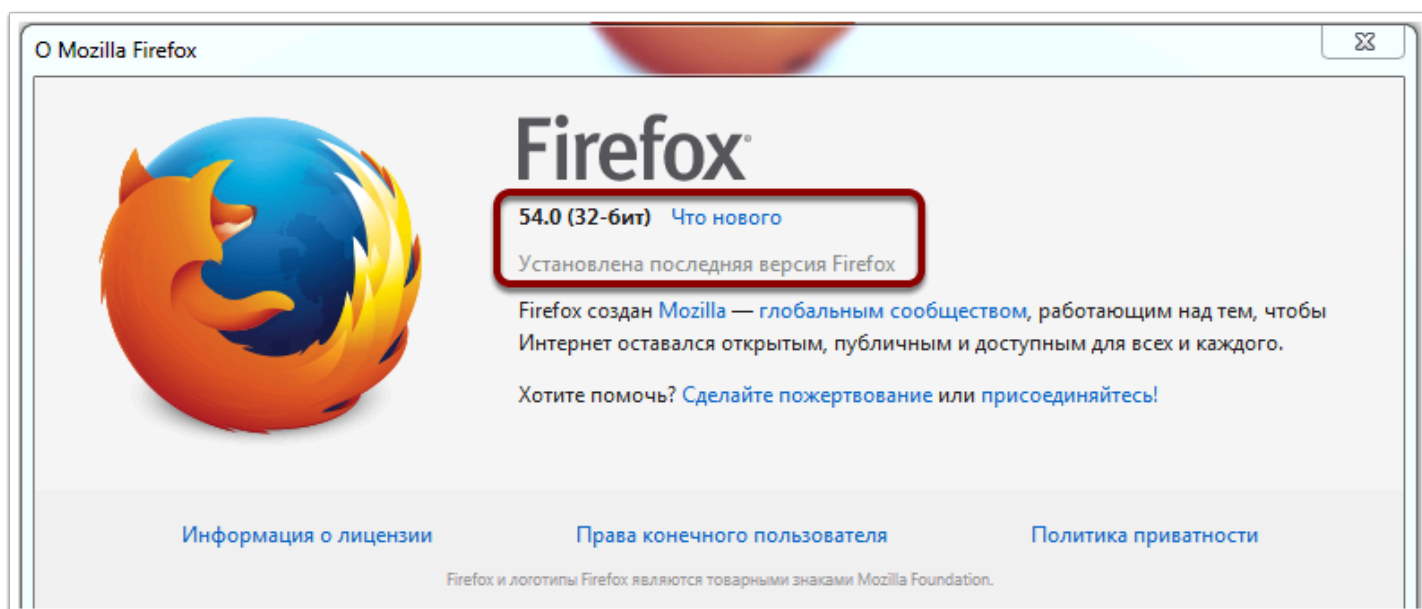 О Mozilla Firefox
Firefox
54.0 (32-бит) Что нового
Установлена последняя версия Firefox
Firefox создан Mozilla — глобальным сообществом, работающим над тем, чтобы
Интернет оставался открытым, публичным и доступным для всех и каждого.
Хотите помочь? Сделайте пожертвование или присоединяйтесь!
Информация о лицензии Права конечного пользователя Политика приватности
Firefox и логотипы Firefox являются товарными знаками Mozilla Foundation.